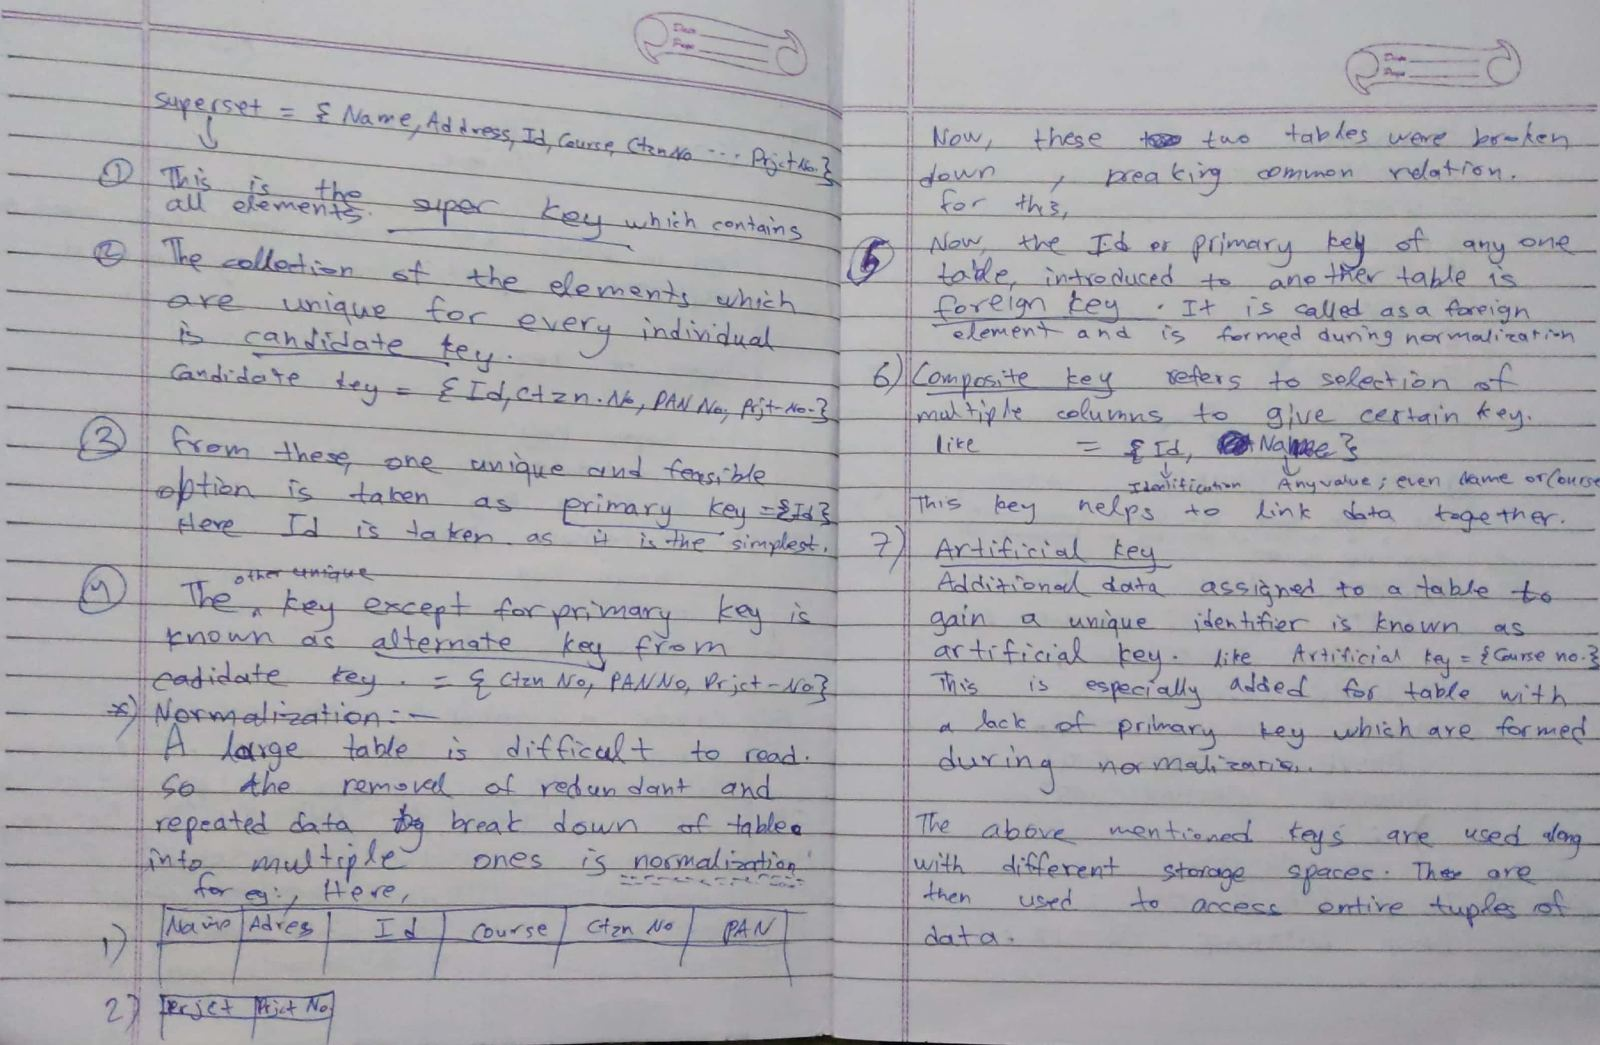 Date
Page
superset = { Name, Address, Id, Course, Ctzn No ... Prjct No. }
① This is the super key which contains
all elements.
② The collection of the elements which
are unique for every individual
is candidate key.
Candidate key = { Id, Ctzn. No, PAN No, Prjt-No. }
③ from these, one unique and feasible
option is taken as primary key = {Id}
Here Id is taken as it is the simplest.
④ The other unique key except for primary key is
known as alternate key from
cadidate key. = { Ctzn No, PAN No, Prjct-No }
*) Normalization :-
A large table is difficult to read.
So the removal of redundant and
repeated data by break down of table
into multiple ones is normalization
for eg:, Here,
1) Name Adres Id Course Ctzn No PAN
2) Prjct Prjct No
Date
Page
Now, these two tables were broken
down , breaking common relation.
for this,
5 Now, the Id or primary key of any one
table, introduced to another table is
foreign key . It is called as a foreign
element and is formed during normalization
6) Composite key refers to selection of
multiple columns to give certain key.
like = { Id, Name }
Identification Any value; even name or Course
This key helps to link data together.
7) Artificial key
Additional data assigned to a table to
gain a unique identifier is known as
artificial key. like Artificial key = { Course no. }
This is especially added for table with
a lack of primary key which are formed
during normalization.
The above mentioned keys are used along
with different storage spaces. are
then used to access entire tuples of
data.